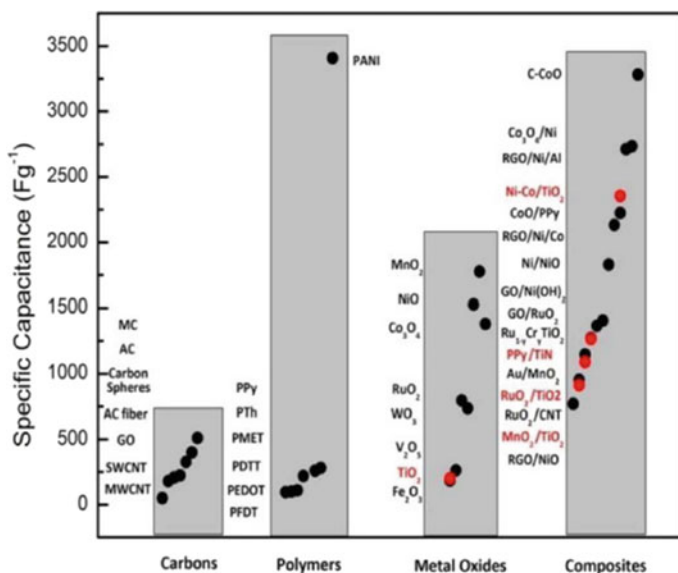 Specific Capacitance (Fg⁻¹)
3500
3000
2500
2000
1500
1000
500
0
MC
AC
Carbon
Spheres
AC fiber
GO
SWCNT
MWCNT
PANI
PPy
PTh
PMET
PDTT
PEDOT
PFDT
MnO₂
NiO
Co₃O₄
RuO₂
WO₃
V₂O₅
TiO₂
Fe₂O₃
C-CoO
Co₃O₄/Ni
RGO/Ni/Al
Ni-Co/TiO₂
CoO/PPy
RGO/Ni/Co
Ni/NiO
GO/Ni(OH)₂
GO/RuO₂
Ru₁₋ᵧCrᵧTiO₂
PPy/TiN
Au/MnO₂
RuO₂/TiO2
RuO₂/CNT
MnO₂/TiO₂
RGO/NiO
Carbons
Polymers
Metal Oxides
Composites